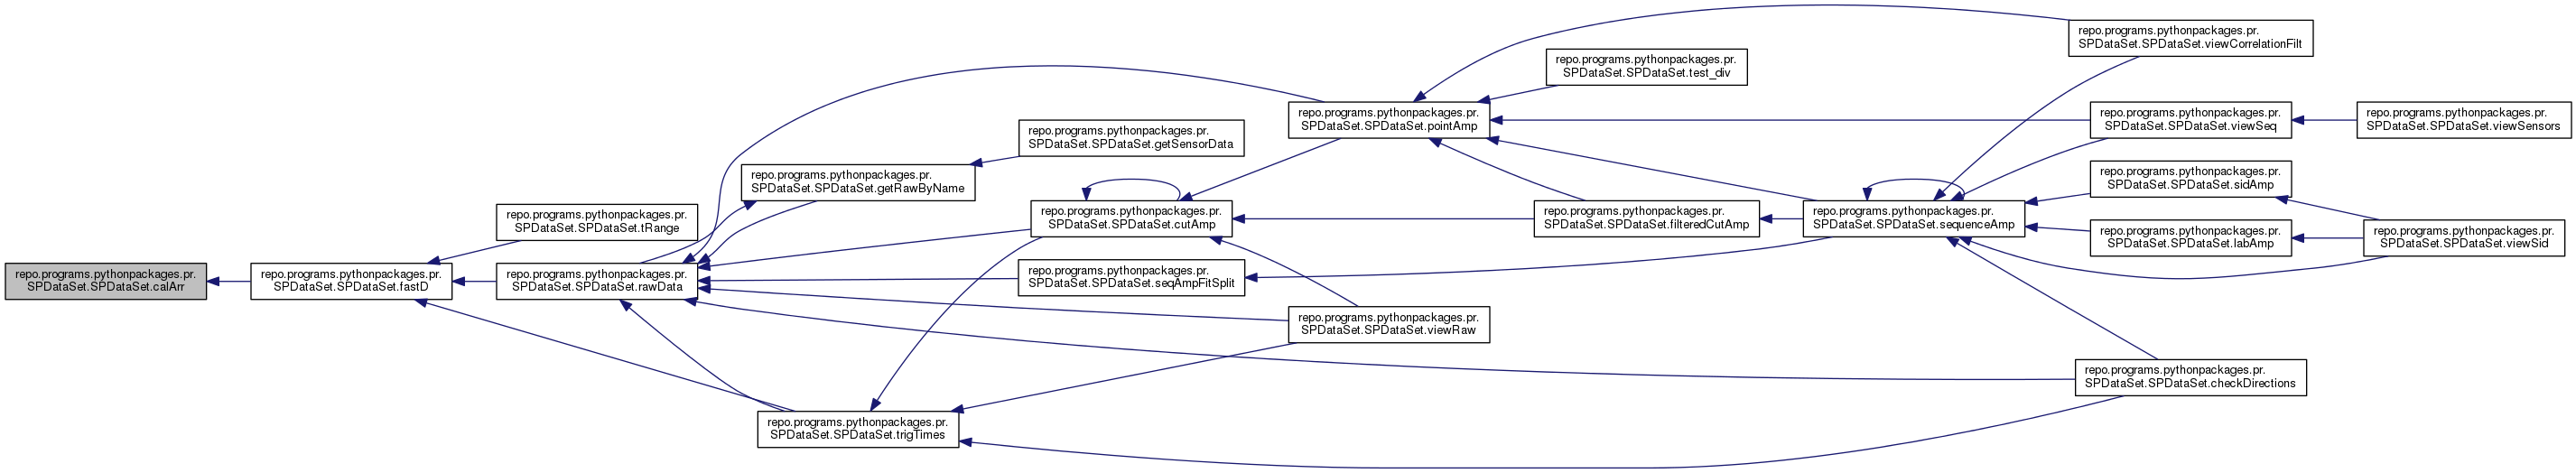 repo.programs.pythonpackages.pr.
SPDataSet.SPDataSet.calArr
repo.programs.pythonpackages.pr.
SPDataSet.SPDataSet.fastD
repo.programs.pythonpackages.pr.
SPDataSet.SPDataSet.tRange
repo.programs.pythonpackages.pr.
SPDataSet.SPDataSet.rawData
repo.programs.pythonpackages.pr.
SPDataSet.SPDataSet.getRawByName
repo.programs.pythonpackages.pr.
SPDataSet.SPDataSet.trigTimes
repo.programs.pythonpackages.pr.
SPDataSet.SPDataSet.getSensorData
repo.programs.pythonpackages.pr.
SPDataSet.SPDataSet.cutAmp
repo.programs.pythonpackages.pr.
SPDataSet.SPDataSet.seqAmpFitSplit
repo.programs.pythonpackages.pr.
SPDataSet.SPDataSet.pointAmp
repo.programs.pythonpackages.pr.
SPDataSet.SPDataSet.viewRaw
repo.programs.pythonpackages.pr.
SPDataSet.SPDataSet.test_div
repo.programs.pythonpackages.pr.
SPDataSet.SPDataSet.filteredCutAmp
repo.programs.pythonpackages.pr.
SPDataSet.SPDataSet.sequenceAmp
repo.programs.pythonpackages.pr.
SPDataSet.SPDataSet.viewCorrelationFilt
repo.programs.pythonpackages.pr.
SPDataSet.SPDataSet.viewSeq
repo.programs.pythonpackages.pr.
SPDataSet.SPDataSet.sidAmp
repo.programs.pythonpackages.pr.
SPDataSet.SPDataSet.labAmp
repo.programs.pythonpackages.pr.
SPDataSet.SPDataSet.checkDirections
repo.programs.pythonpackages.pr.
SPDataSet.SPDataSet.viewSensors
repo.programs.pythonpackages.pr.
SPDataSet.SPDataSet.viewSid